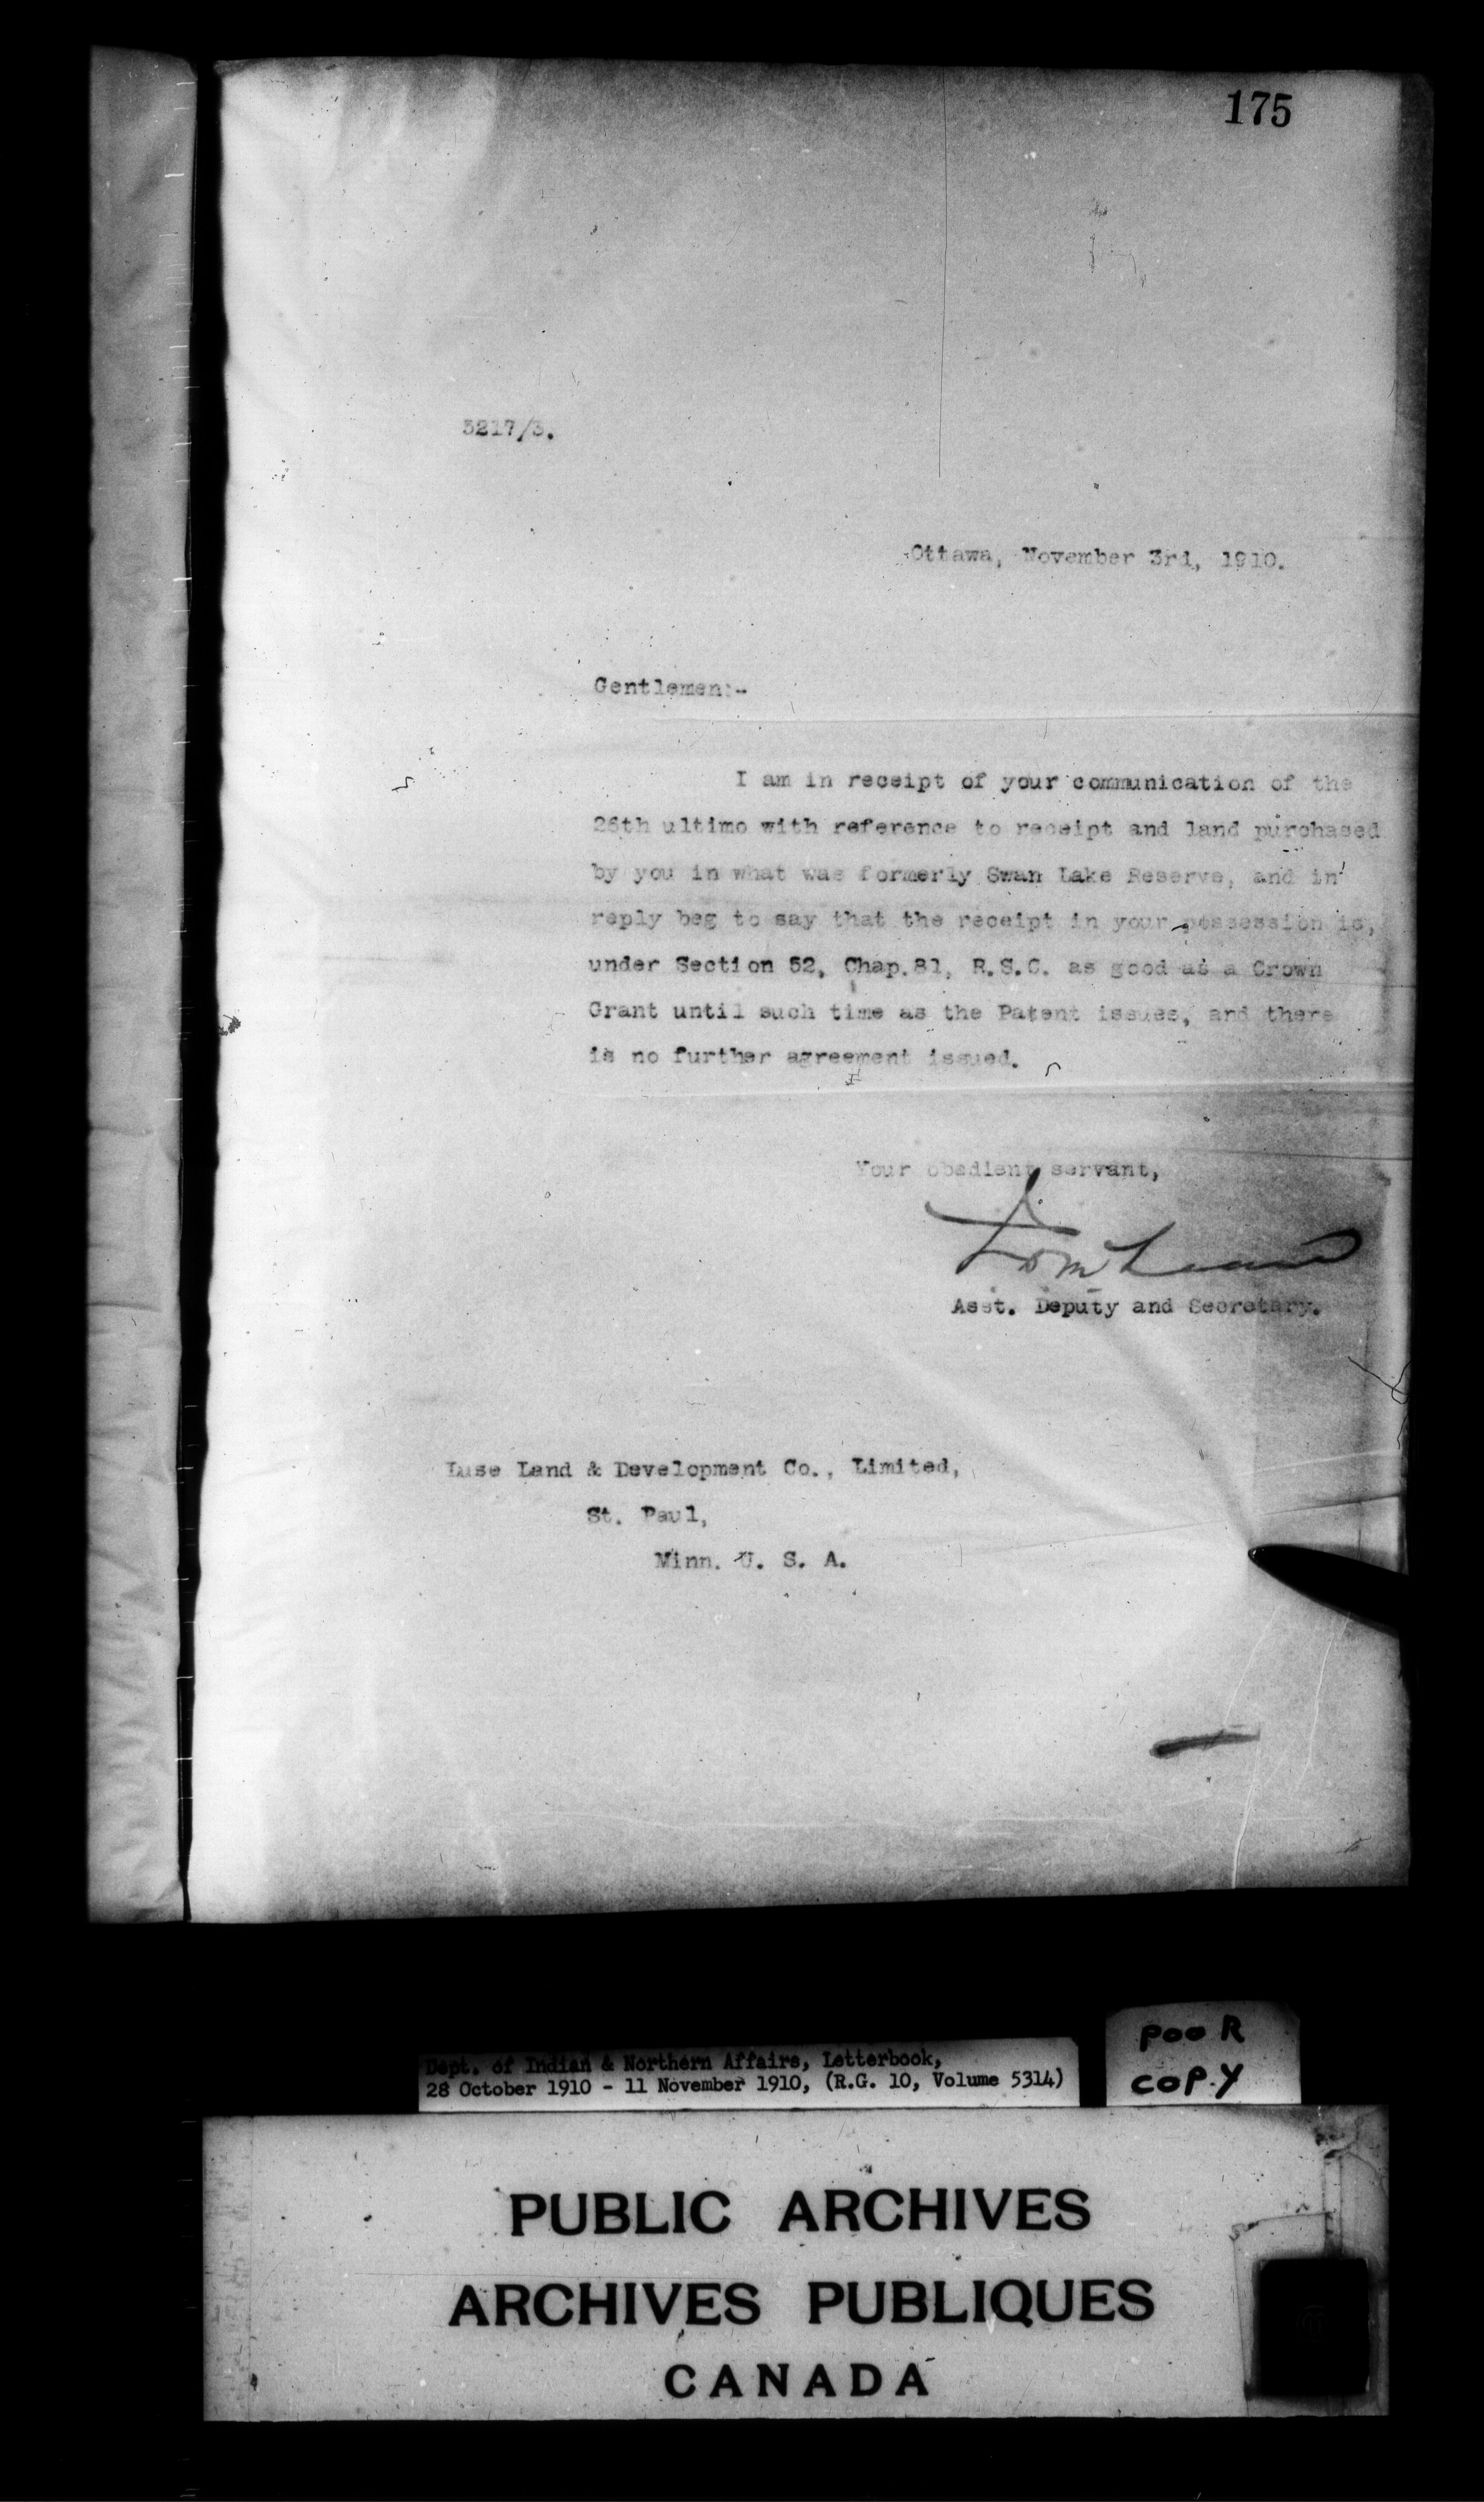 175
5217/3.
Ottawa, November 3rd, 1910.
Gentlemen:-
I am in receipt of your communication of the
26th ultimo with reference to receipt and land purchased
by you in what was formerly Swan Lake Reserve, and in
reply beg to say that the receipt in your possession is,
under Section 52, Chap.81, R.S.C. as good as a Crown
Grant until such time as the Patent issues, and there
is no further agreement issued.
Your obedient servant,
Asst. Deputy and Secretary.
Luse Land & Development Co., Limited,
St. Paul,
Minn. U. S. A.
Dept. of Indian & Northern Affairs, Letterbook,
28 October 1910 - 11 November 1910, (R.G. 10, Volume 5314)
pooR
coPY
PUBLIC ARCHIVES
ARCHIVES PUBLIQUES
CANADA